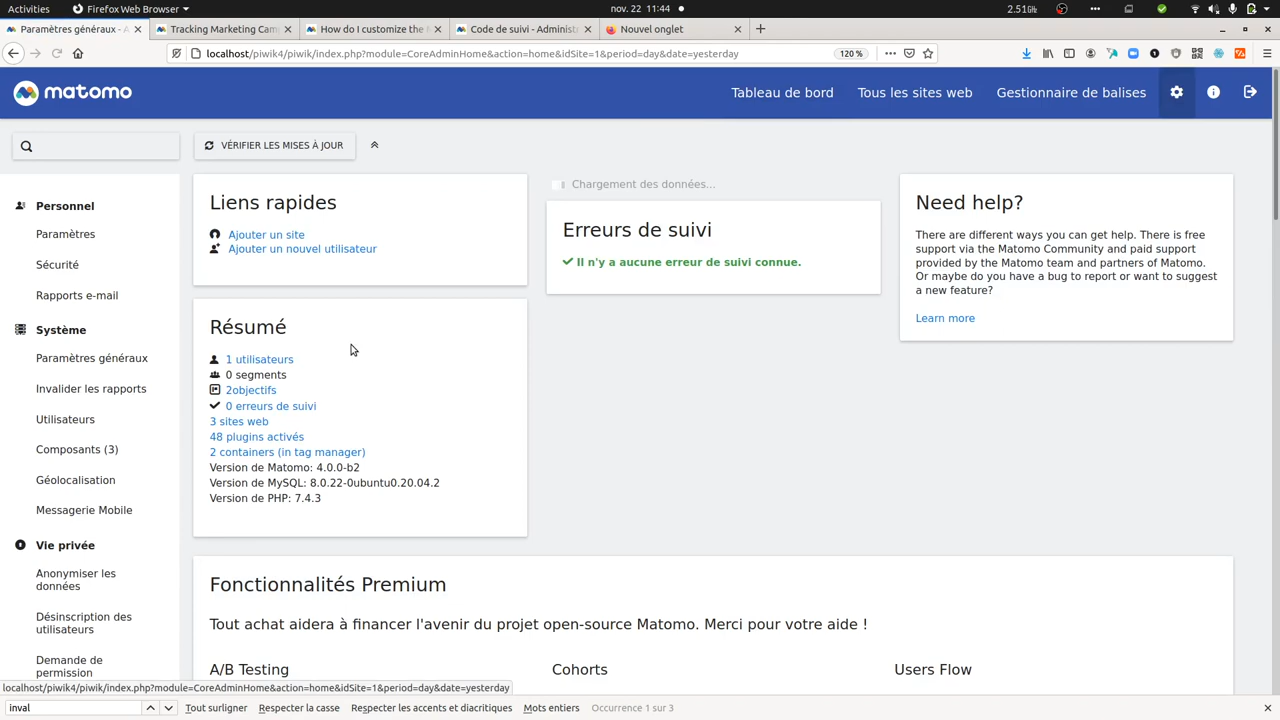 Activities
Firefox Web Browser
nov. 22 11:44
2.51GiB
Paramètres généraux - A
Tracking Marketing Cam
How do I customize the M
Code de suivi - Administr
Nouvel onglet
localhost/piwik4/piwik/index.php?module=CoreAdminHome&action=home&idSite=1&period=day&date=yesterday
120 %
matomo
Tableau de bord
Tous les sites web
Gestionnaire de balises
VÉRIFIER LES MISES À JOUR
Personnel
Paramètres
Sécurité
Rapports e-mail
Système
Paramètres généraux
Invalider les rapports
Utilisateurs
Composants (3)
Géolocalisation
Messagerie Mobile
Vie privée
Anonymiser les
données
Désinscription des
utilisateurs
Demande de
permission
Liens rapides
Ajouter un site
Ajouter un nouvel utilisateur
Résumé
1 utilisateurs
0 segments
2objectifs
0 erreurs de suivi
3 sites web
48 plugins activés
2 containers (in tag manager)
Version de Matomo: 4.0.0-b2
Version de MySQL: 8.0.22-0ubuntu0.20.04.2
Version de PHP: 7.4.3
Chargement des données...
Erreurs de suivi
Il n'y a aucune erreur de suivi connue.
Need help?
There are different ways you can get help. There is free
support via the Matomo Community and paid support
provided by the Matomo team and partners of Matomo.
Or maybe do you have a bug to report or want to suggest
a new feature?
Learn more
Fonctionnalités Premium
Tout achat aidera à financer l'avenir du projet open-source Matomo. Merci pour votre aide !
A/B Testing
Cohorts
Users Flow
localhost/piwik4/piwik/index.php?module=CoreAdminHome&action=home&idSite=1&period=day&date=yesterday
inval
Tout surligner
Respecter la casse
Respecter les accents et diacritiques
Mots entiers
Occurrence 1 sur 3